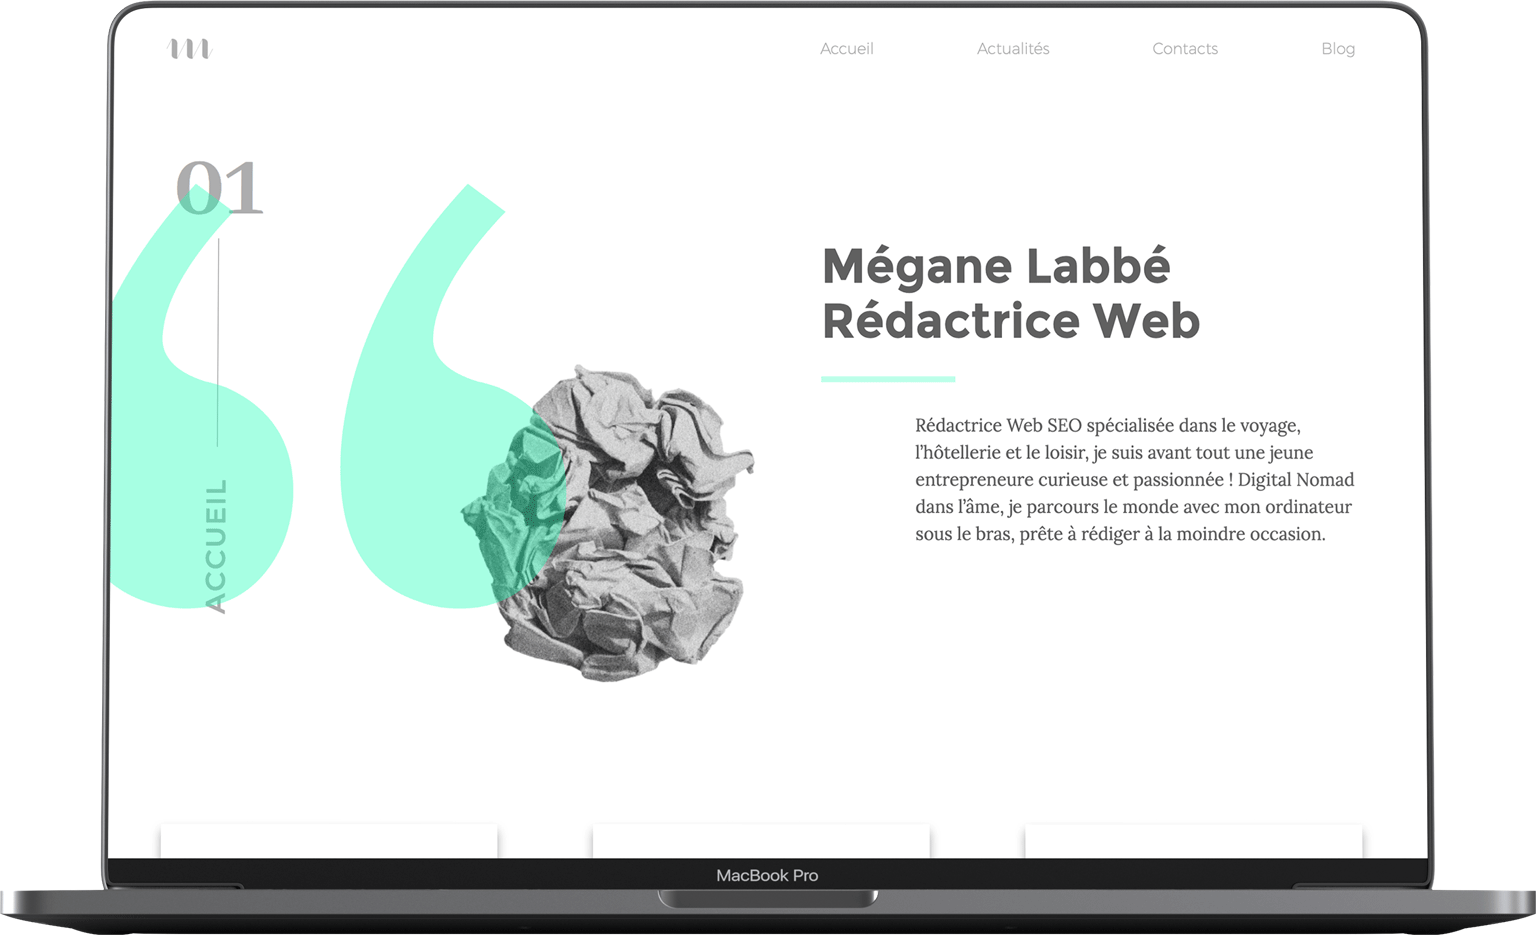 m
Accueil
Actualités
Contacts
Blog
01
ACCUEIL
Mégane Labbé
Rédactrice Web
Rédactrice Web SEO spécialisée dans le voyage,
l’hôtellerie et le loisir, je suis avant tout une jeune
entrepreneure curieuse et passionnée ! Digital Nomad
dans l’âme, je parcours le monde avec mon ordinateur
sous le bras, prête à rédiger à la moindre occasion.
MacBook Pro